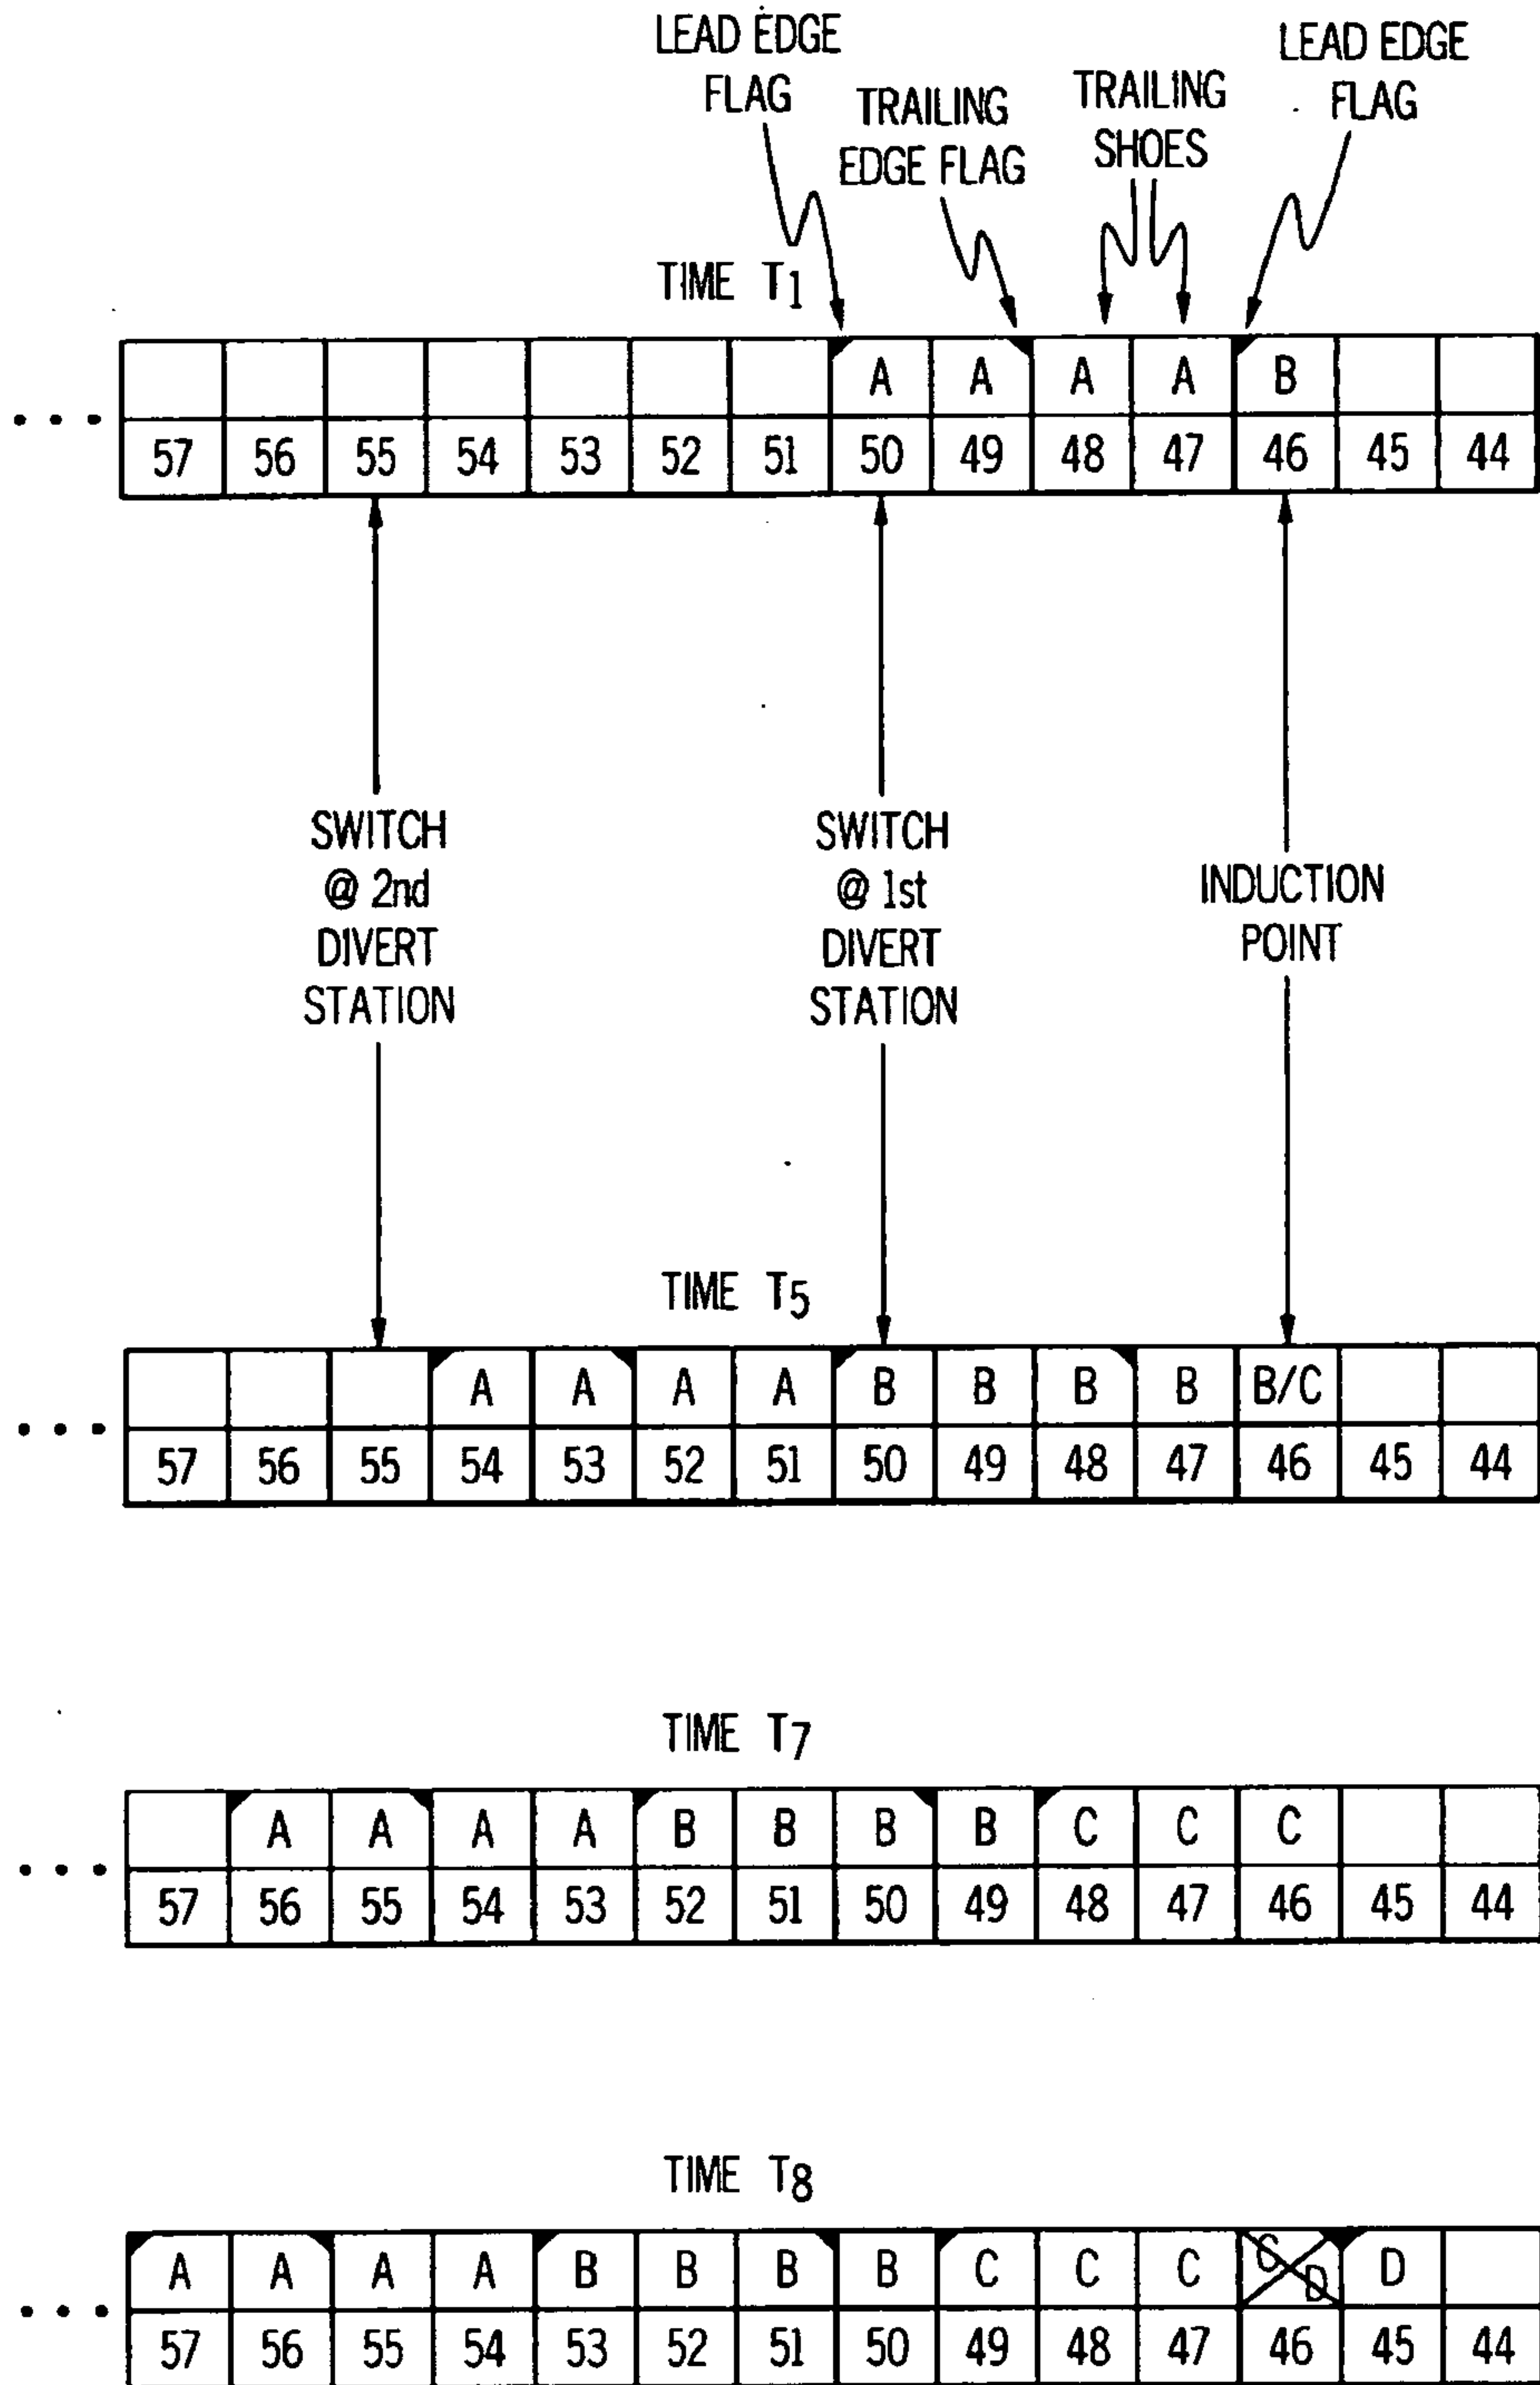 LEAD EDGE
FLAG
TRAILING
EDGE FLAG
TRAILING
SHOES
LEAD EDGE
FLAG
TIME T1
A A A A B
... 57 56 55 54 53 52 51 50 49 48 47 46 45 44
SWITCH
@ 2nd
DIVERT
STATION
SWITCH
@ 1st
DIVERT
STATION
INDUCTION
POINT
TIME T5
A A A A B B B B B/C
... 57 56 55 54 53 52 51 50 49 48 47 46 45 44
TIME T7
A A A A B B B B C C C
... 57 56 55 54 53 52 51 50 49 48 47 46 45 44
TIME T8
A A A A B B B B C C C C D D
... 57 56 55 54 53 52 51 50 49 48 47 46 45 44